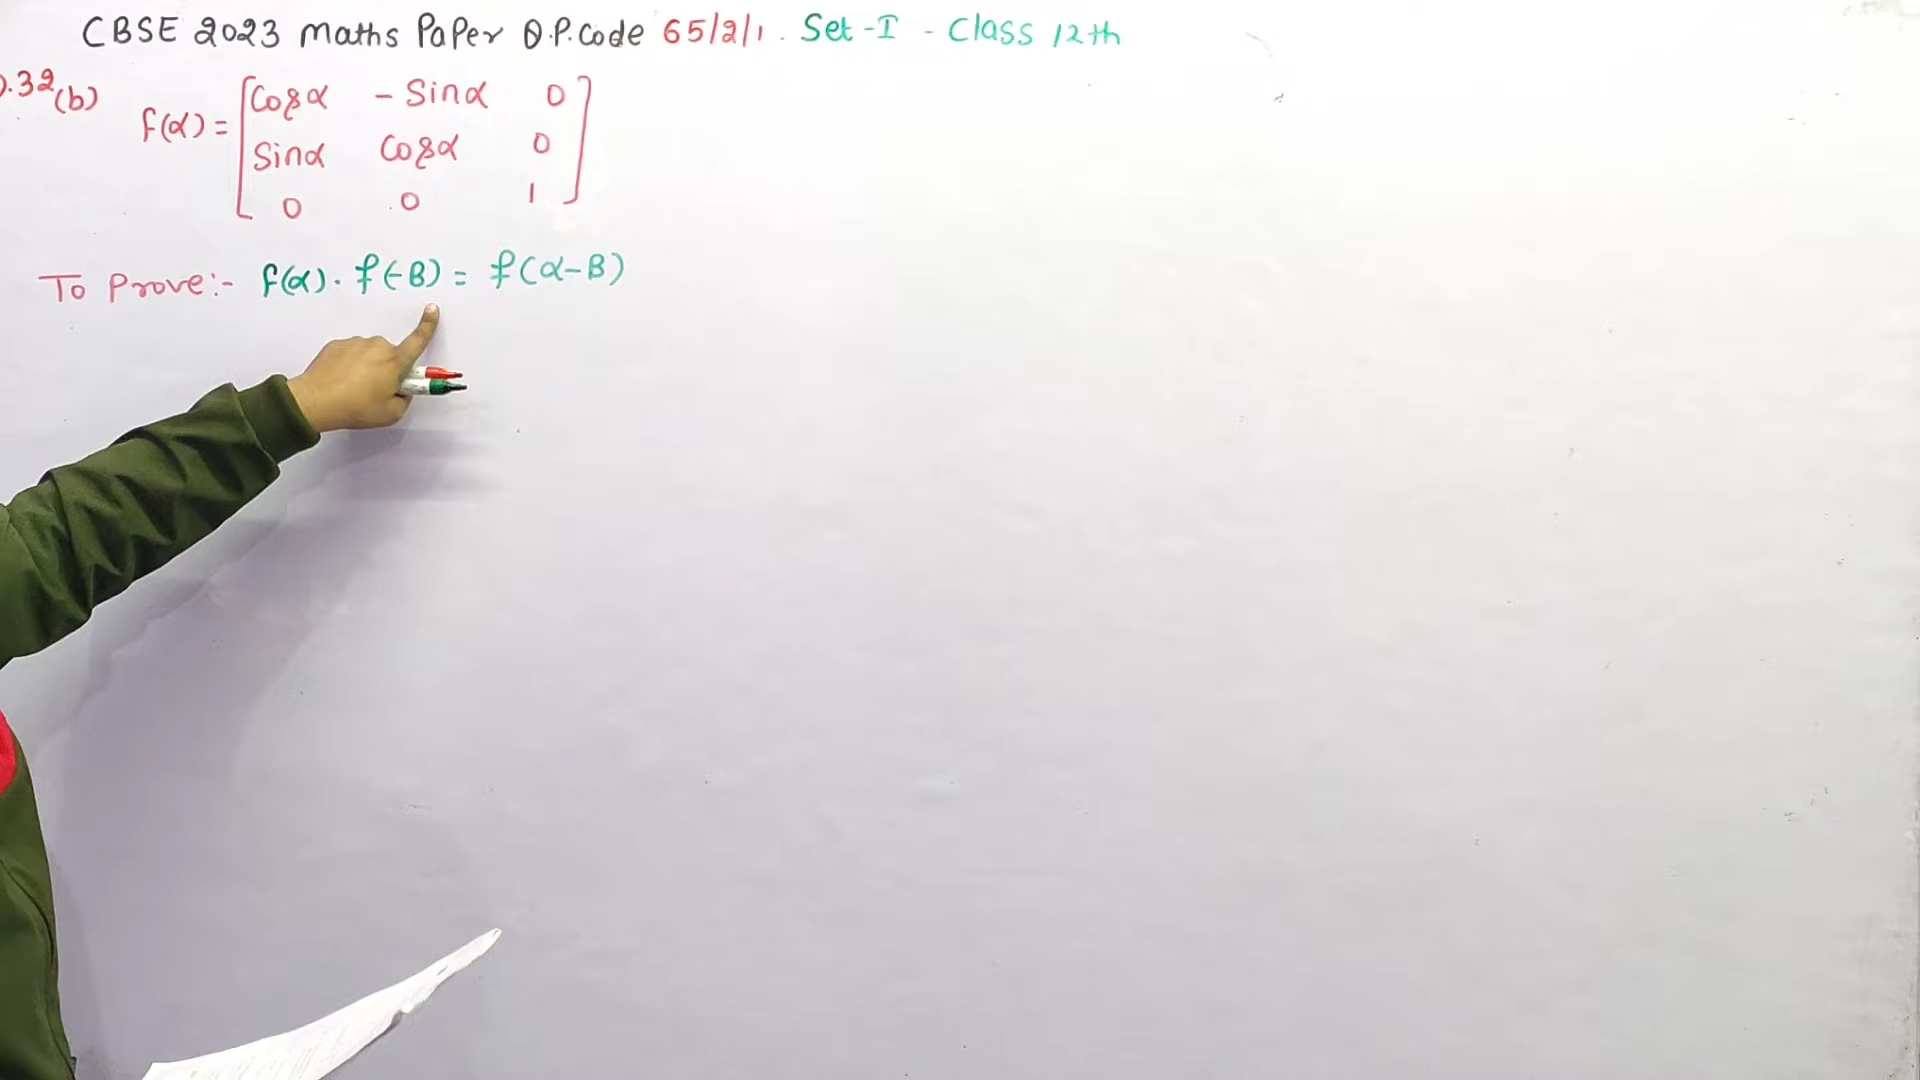 CBSE 2023 Maths Paper Q.P.Code 65/2/1. Set-I - Class 12th
Q.32(b)
f(α) = [Cosα - Sinα 0
Sinα Cosα 0
0 0 1]
To Prove:- f(α). f(-B) = f(α-B)